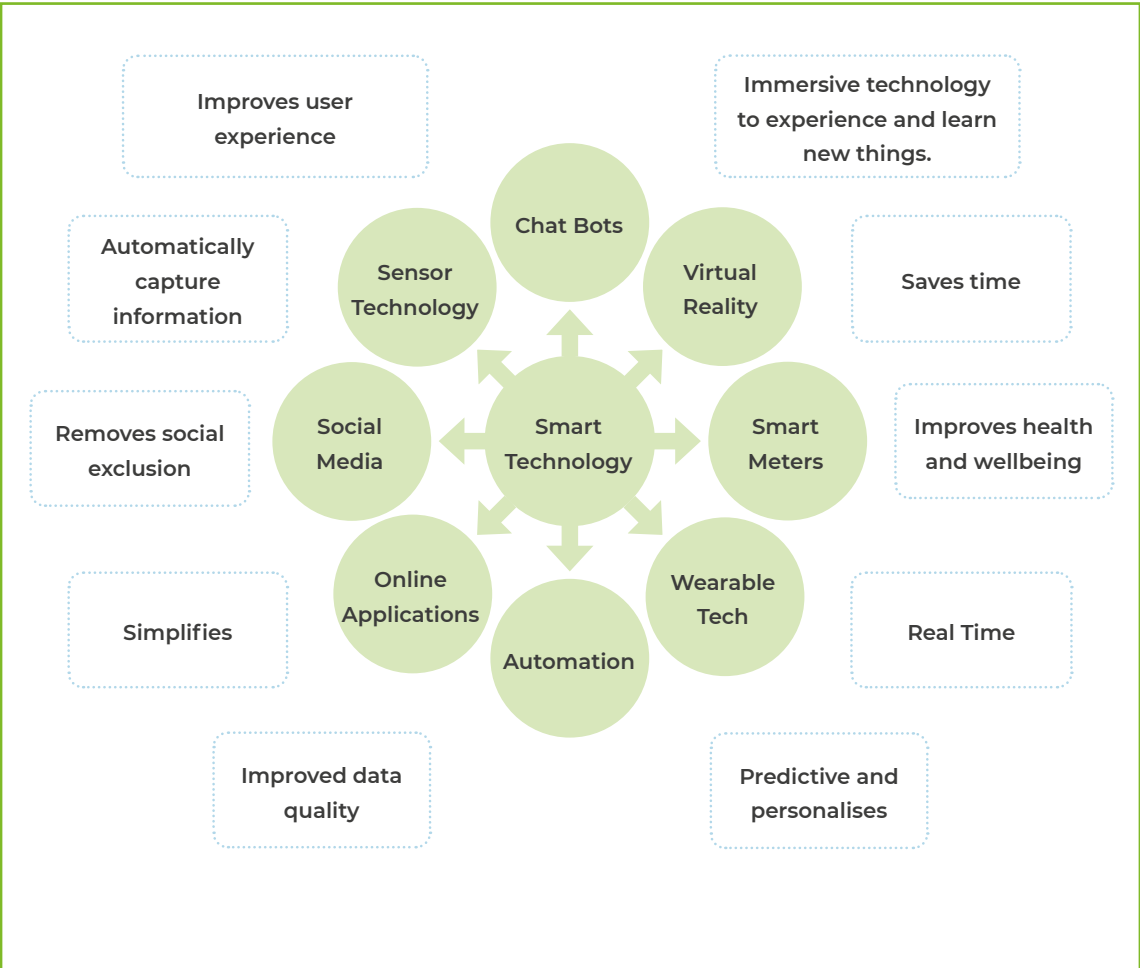 Improves user
experience
Immersive technology
to experience and learn
new things.
Chat Bots
Automatically
capture
information
Sensor
Technology
Virtual
Reality
Saves time
Removes social
exclusion
Social
Media
Smart
Technology
Smart
Meters
Improves health
and wellbeing
Simplifies
Online
Applications
Automation
Wearable
Tech
Real Time
Improved data
quality
Predictive and
personalises